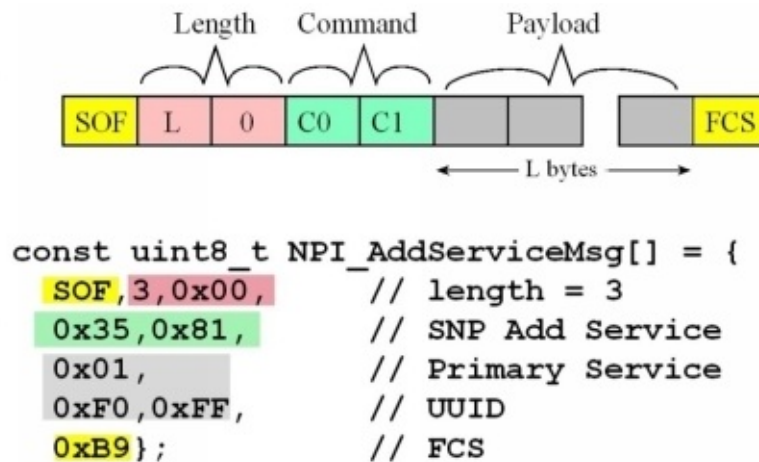 Length Command Payload
SOF L 0 C0 C1 FCS
L bytes
const uint8_t NPI_AddServiceMsg[] = {
SOF,3,0x00, // length = 3
0x35,0x81, // SNP Add Service
0x01, // Primary Service
0xF0,0xFF, // UUID
0xB9}; // FCS